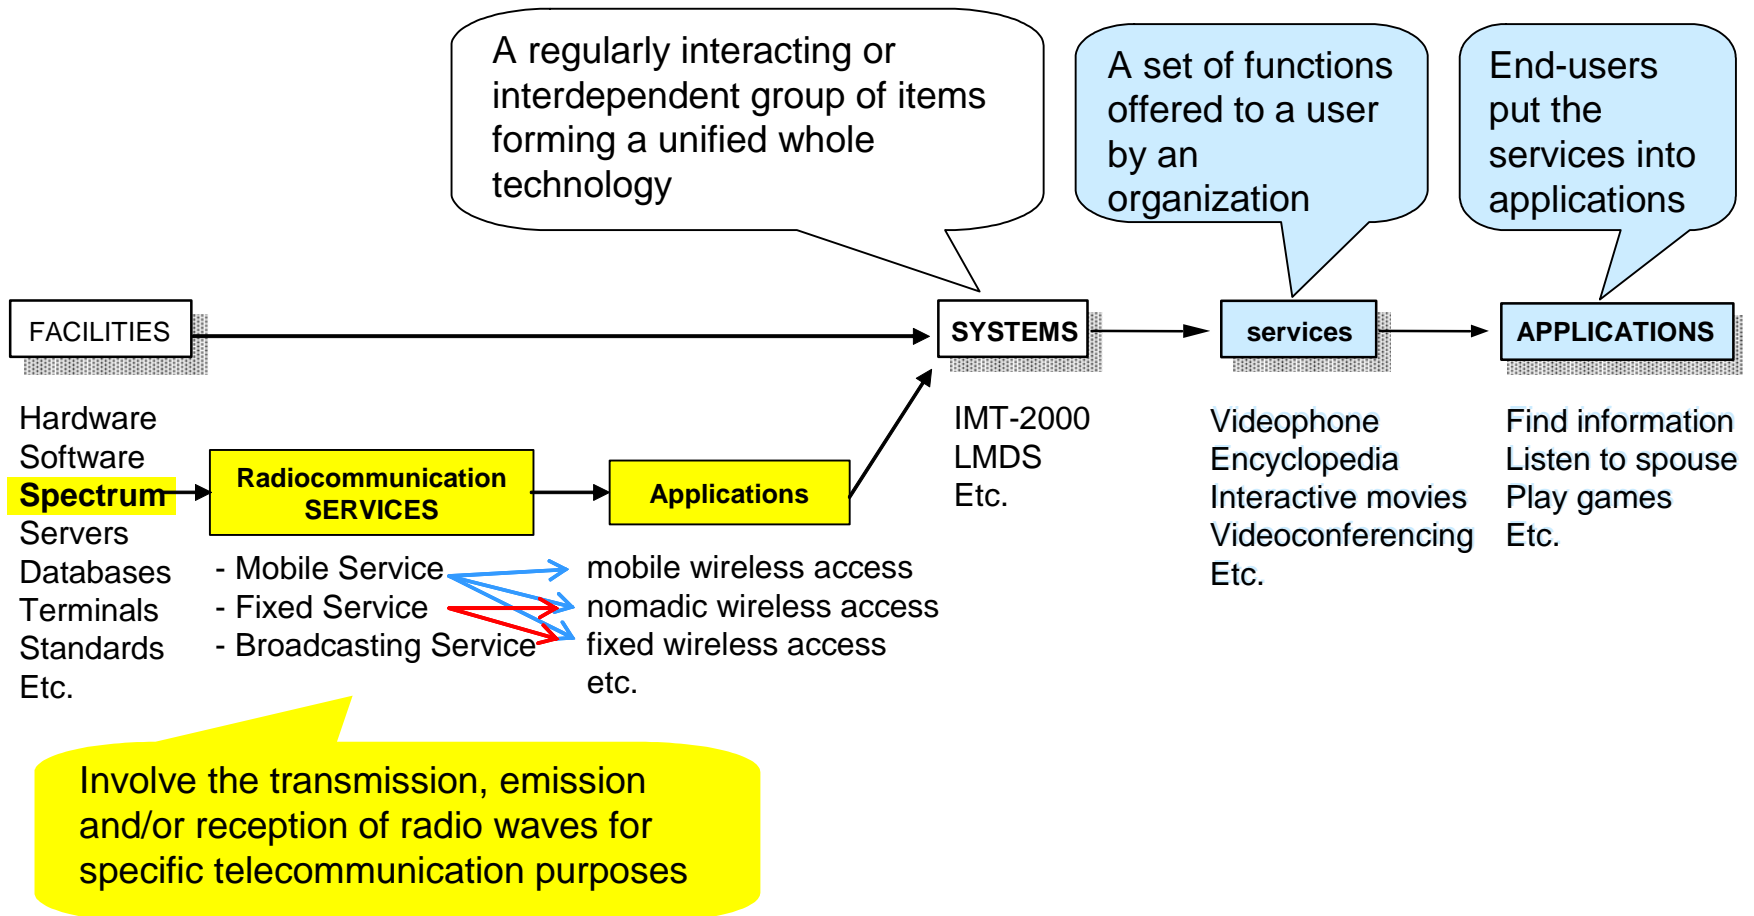 A regularly interacting or
interdependent group of items
forming a unified whole
technology
A set of functions
offered to a user
by an
organization
End-users
put the
services into
applications
FACILITIES
SYSTEMS
services
APPLICATIONS
Hardware
Software
Spectrum
Servers
Databases
Terminals
Standards
Etc.
Radiocommunication
SERVICES
Applications
- Mobile Service
- Fixed Service
- Broadcasting Service
mobile wireless access
nomadic wireless access
fixed wireless access
etc.
IMT-2000
LMDS
Etc.
Videophone
Encyclopedia
Interactive movies
Videoconferencing
Etc.
Find information
Listen to spouse
Play games
Etc.
Involve the transmission, emission
and/or reception of radio waves for
specific telecommunication purposes